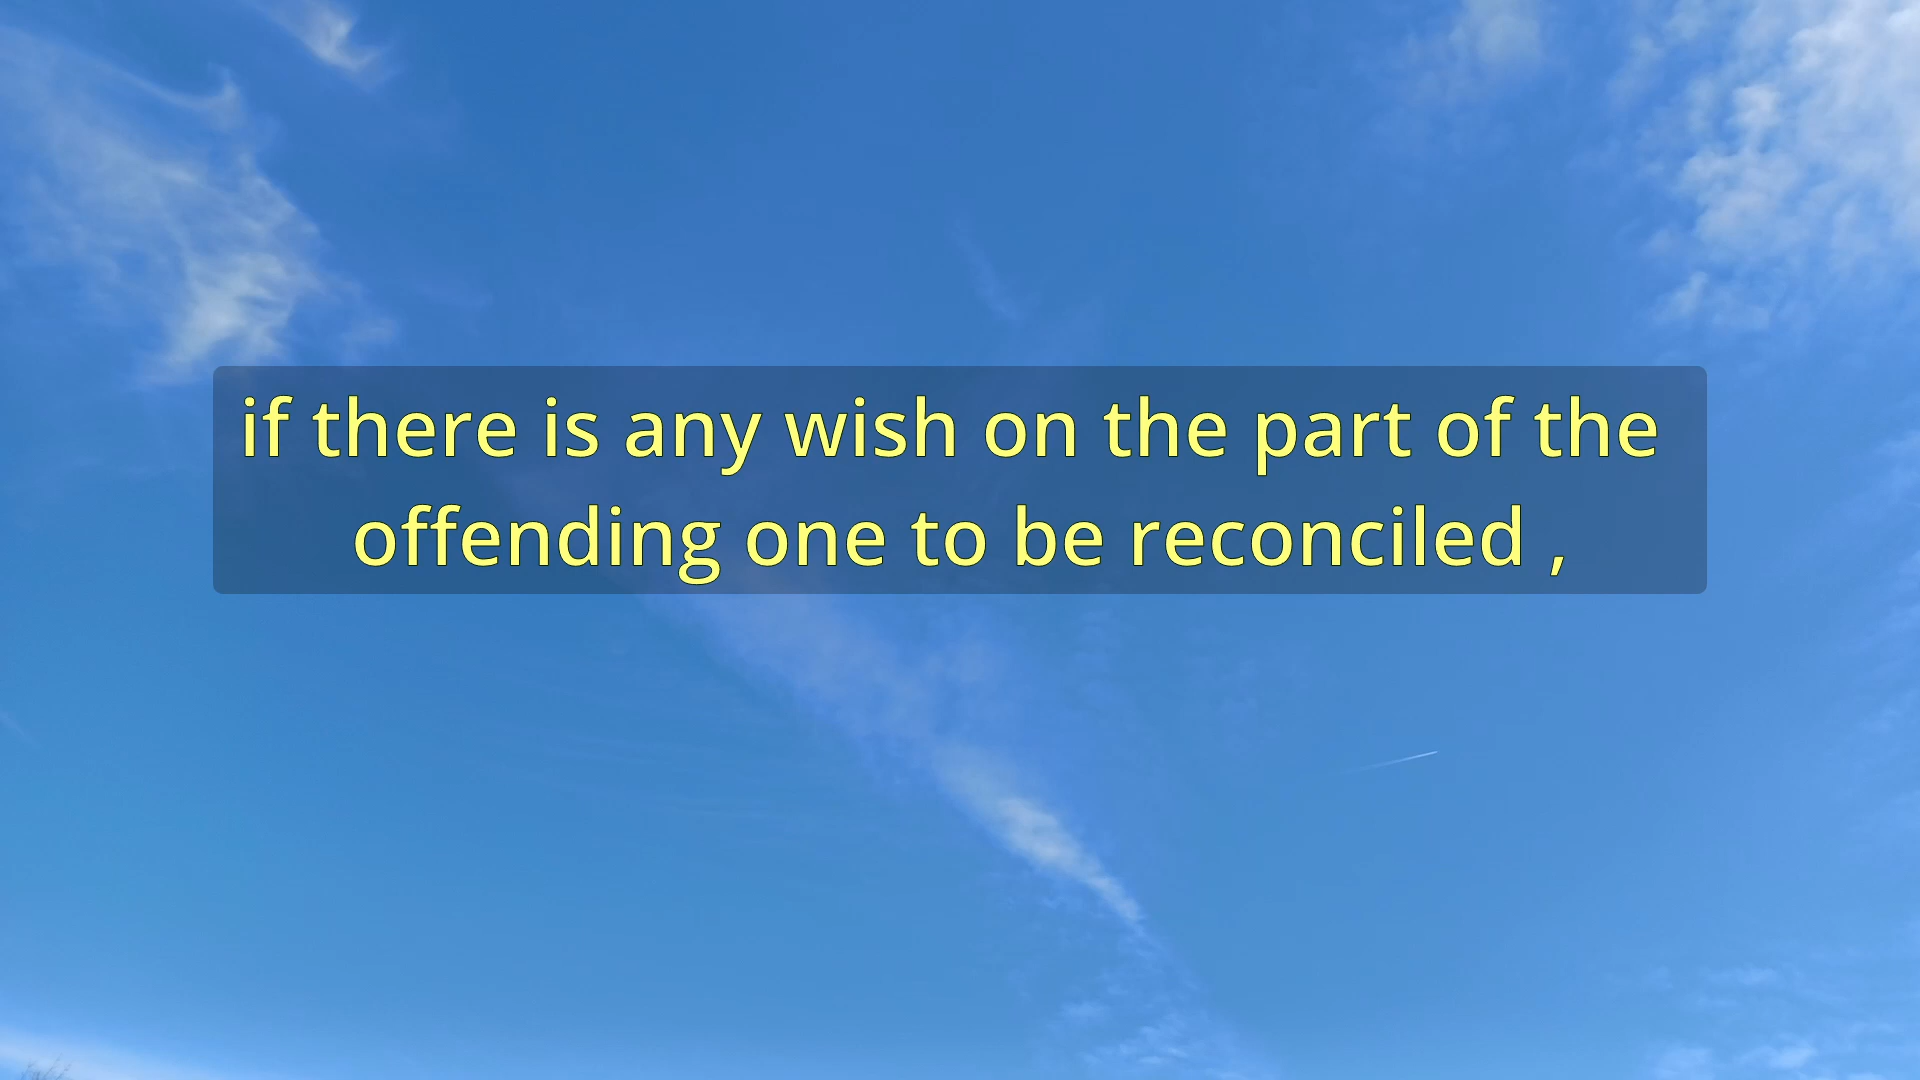 if there is any wish on the part of the
offending one to be reconciled ,